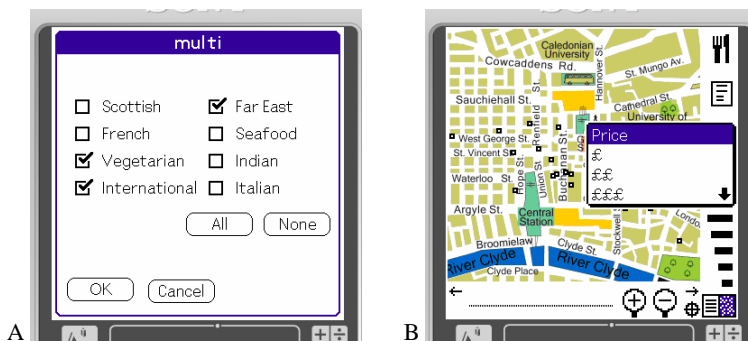 multi
Scottish
Far East
French
Seafood
Vegetarian
Indian
International
Italian
All
None
OK
Cancel
A
Caledonian
University
Cowcaddens Rd.
Hannover St.
St. Mungo Av.
Sauchiehall St.
Renfield St.
Cathedral St.
University of
West George St.
St. Vincent St.
Buchanan St.
Hope St.
Union St.
Waterloo St.
Price
£
££
£££
Argyle St.
Central
Station
Stockwell
London
Broomielaw
Clyde St.
River Clyde
River Clyde
Clyde Place
B